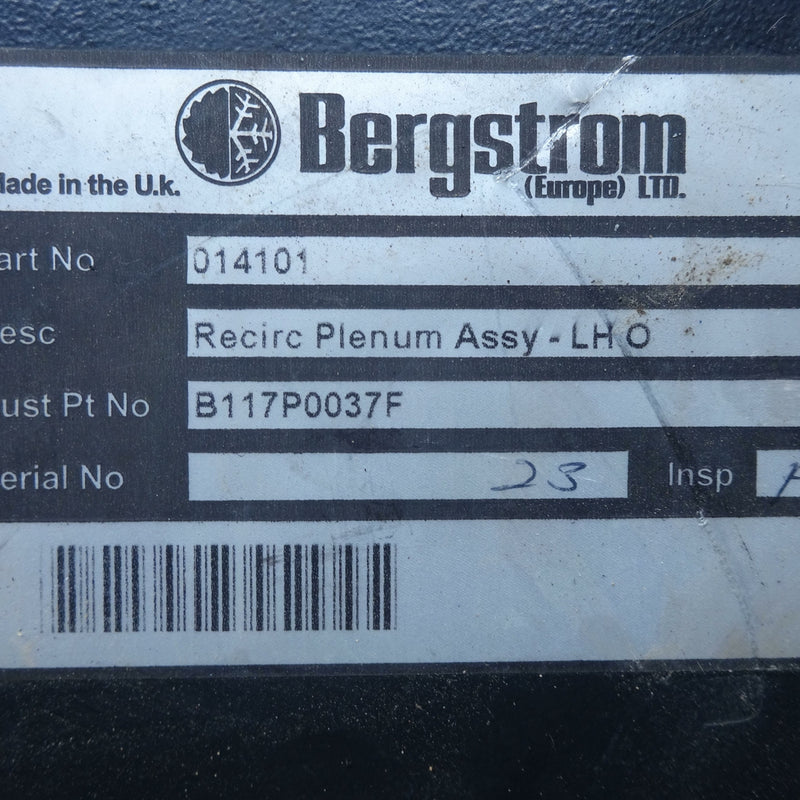 Bergstrom
(Europe) LTD.
Made in the U.k.
art No 014101
esc Recirc Plenum Assy - LH O
ust Pt No B117P0037F
erial No 23 Insp